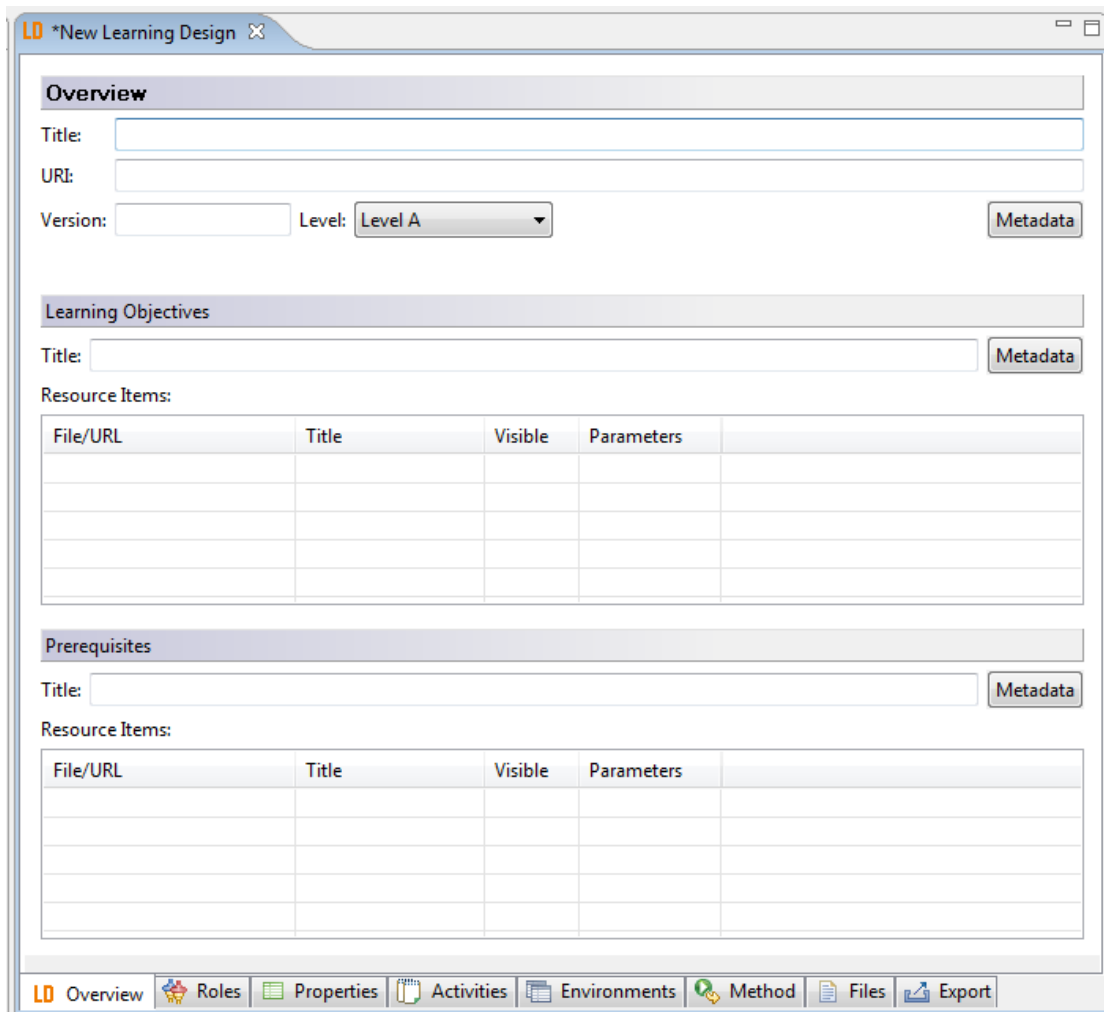 LD *New Learning Design
Overview
Title:
URI:
Version: Level: Level A Metadata
Learning Objectives
Title: Metadata
Resource Items:
File/URL Title Visible Parameters
Prerequisites
Title: Metadata
Resource Items:
File/URL Title Visible Parameters
LD Overview Roles Properties Activities Environments Method Files Export